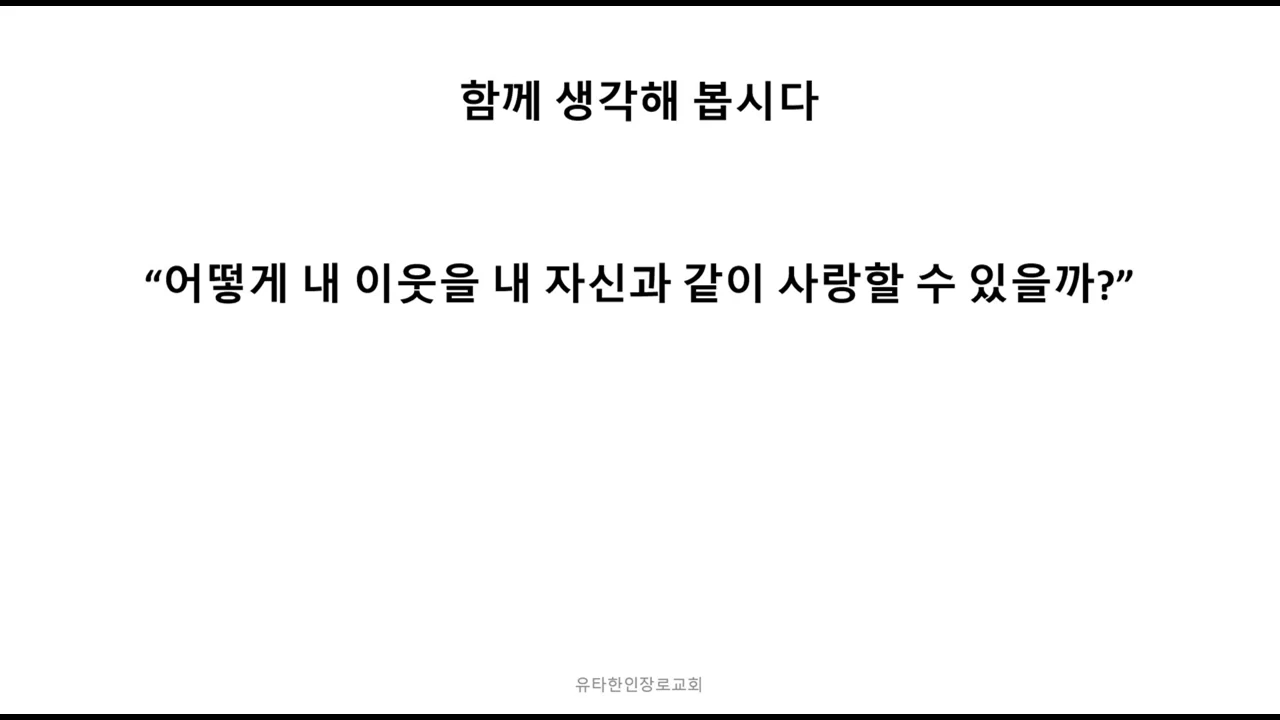 함께 생각해 봅시다
“어떻게 내 이웃을 내 자신과 같이 사랑할 수 있을까?”
유타한인장로교회